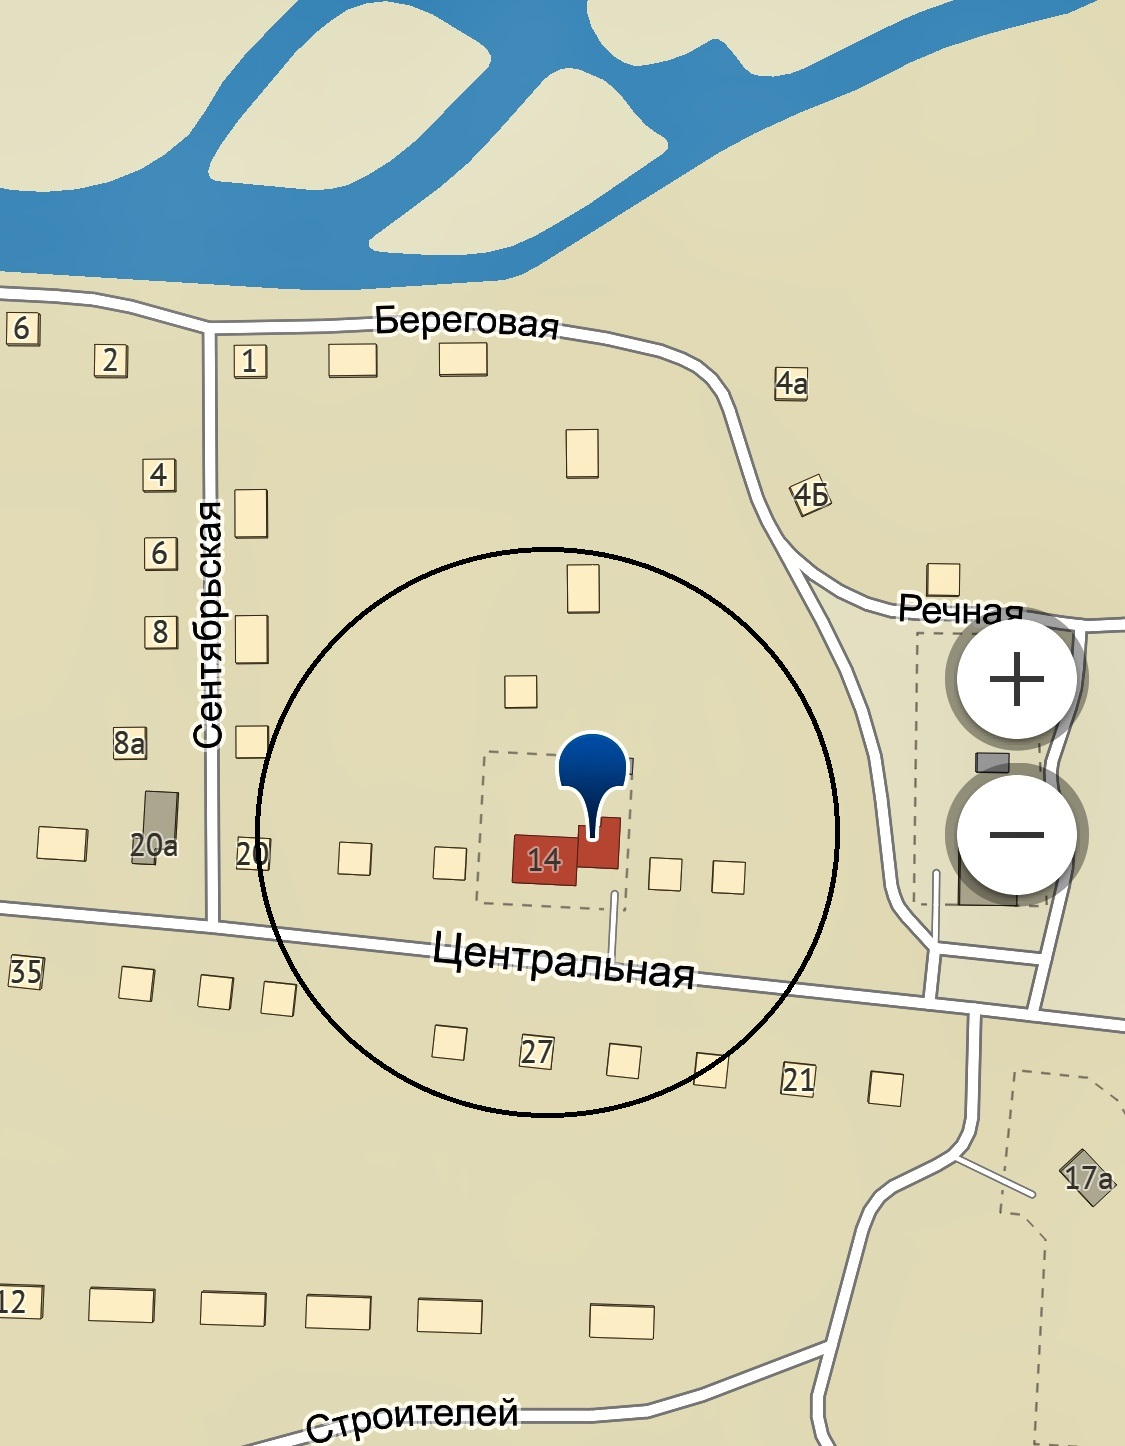 Береговая
6
2
1
4а
4
4Б
Сентябрьская
6
Речная
8
8а
20а
20
14
Центральная
35
27
21
17а
12
Строителей